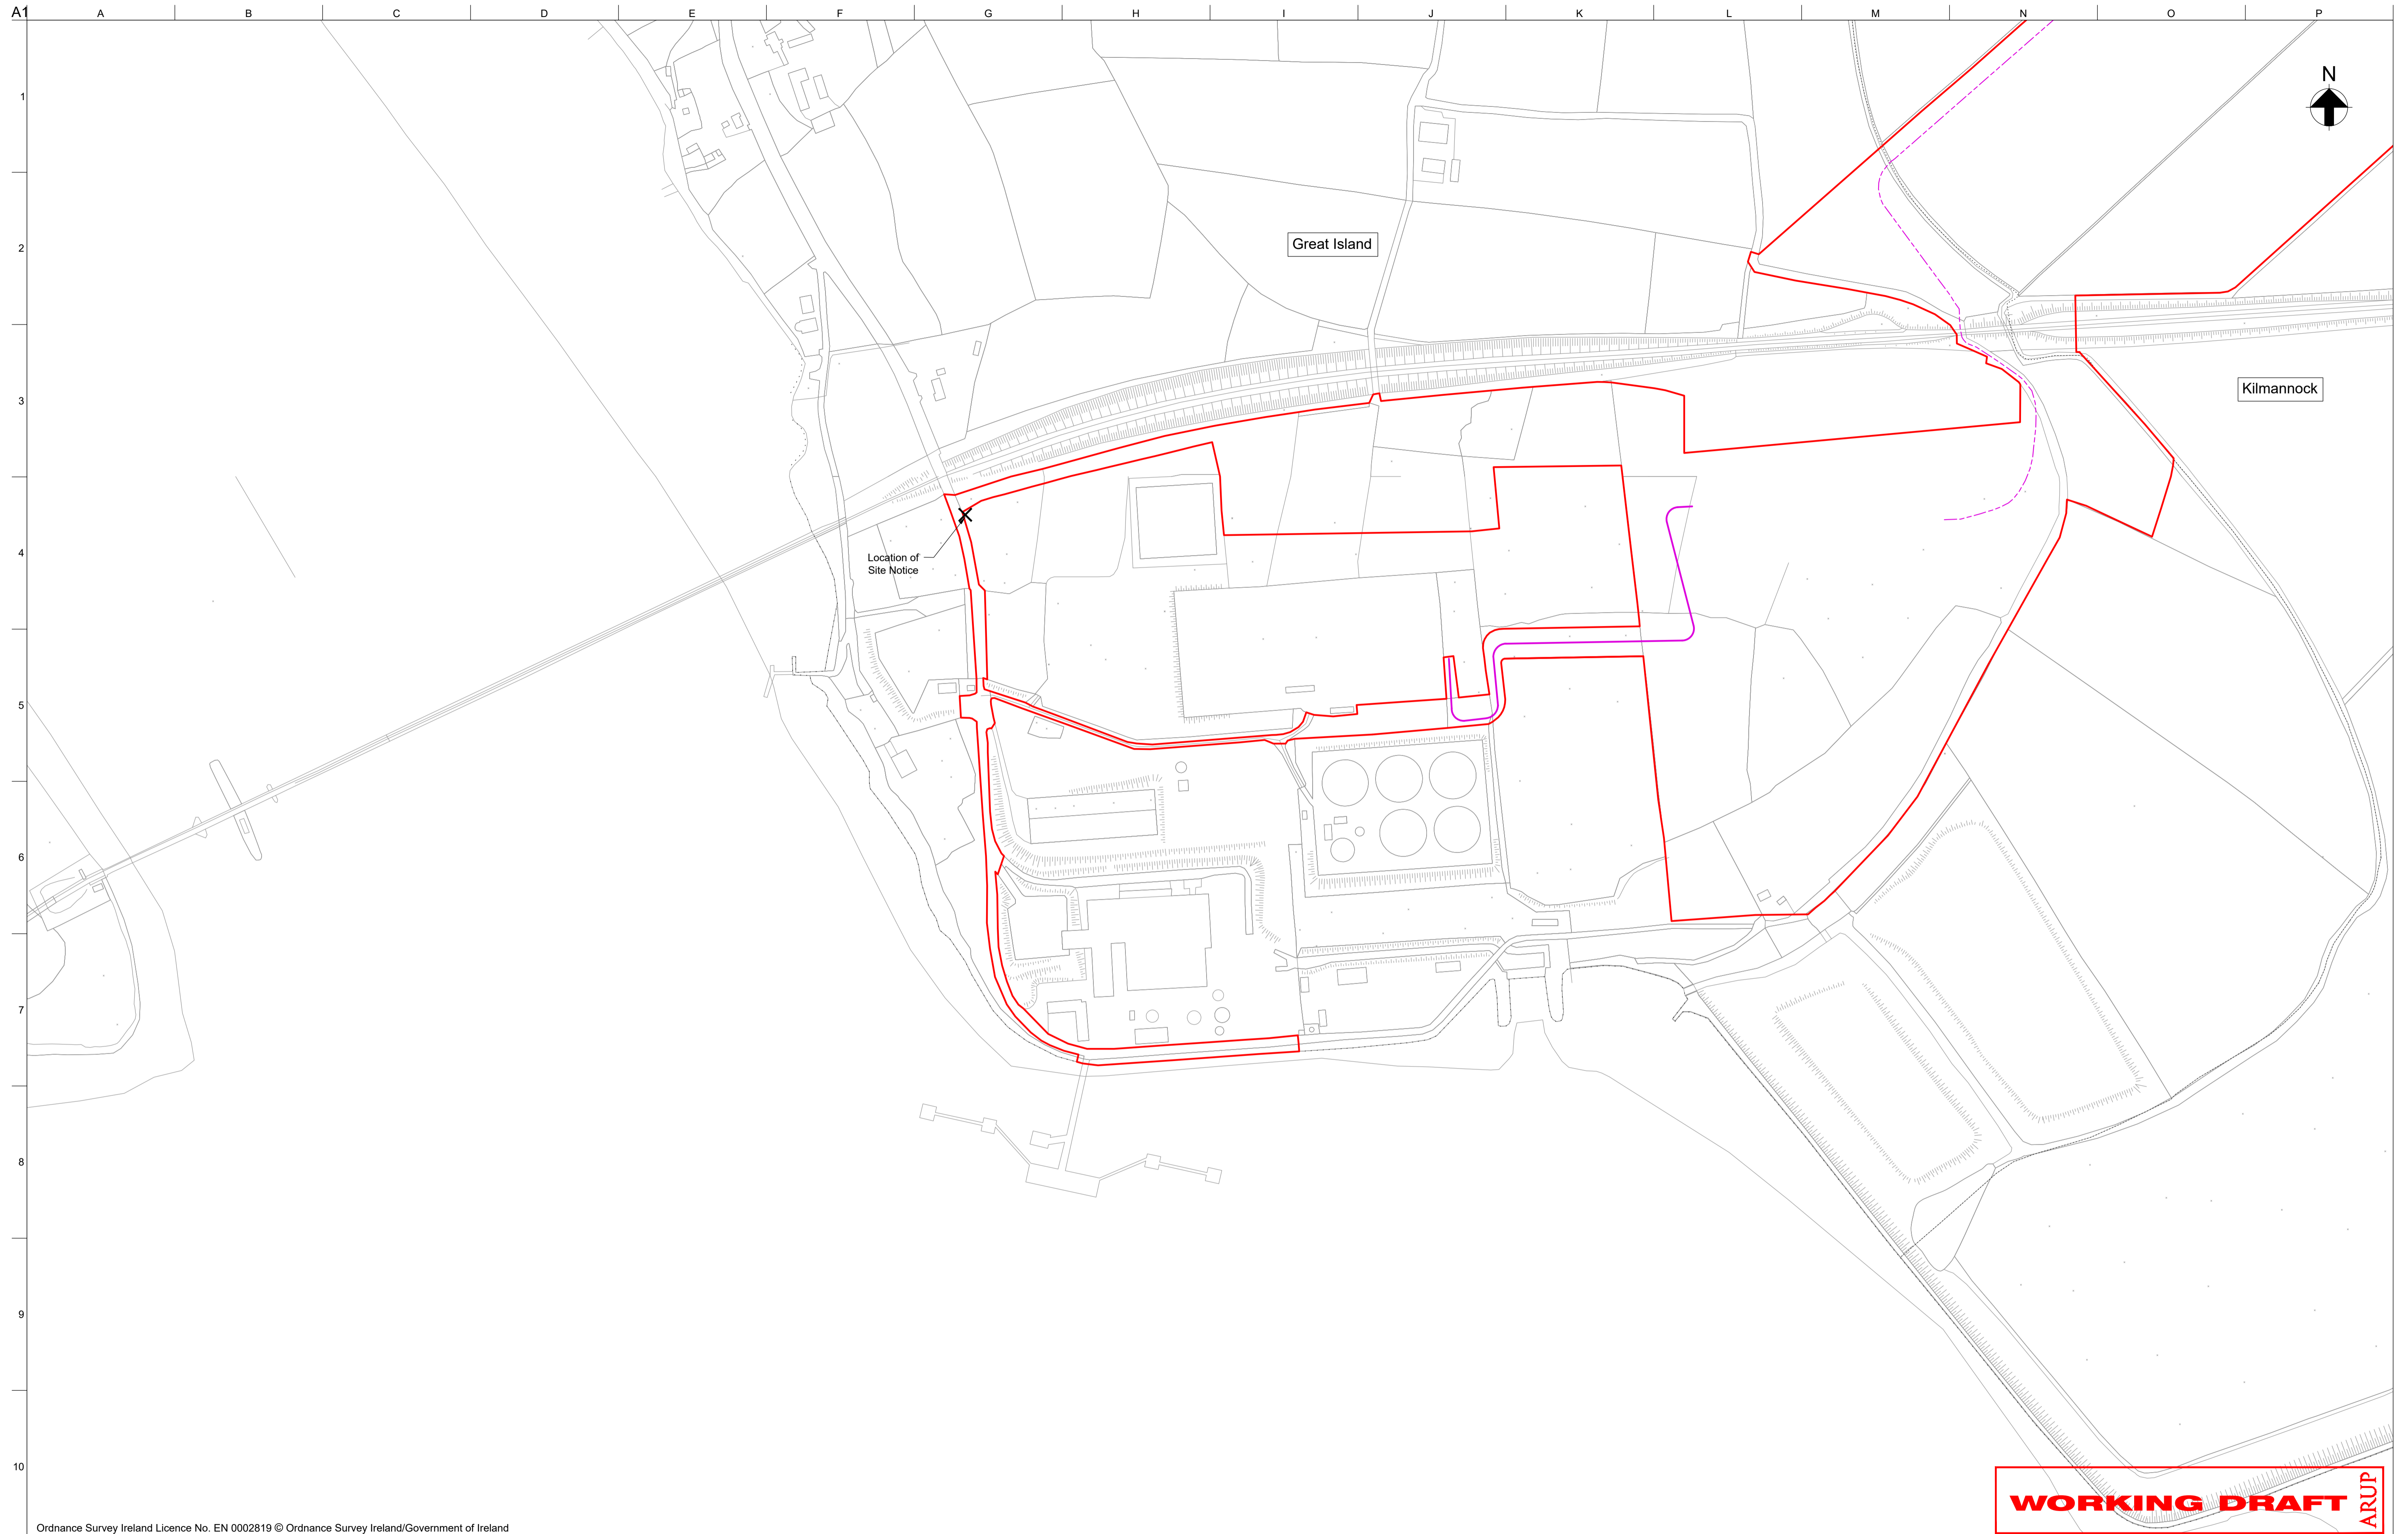 A1
A B C D E F G H I J K L M N O P
N
1
2
Great Island
3
Kilmannock
4
Location of
Site Notice
5
6
7
8
9
10
WORKING DRAFT
ARUP
Ordnance Survey Ireland Licence No. EN 0002819 © Ordnance Survey Ireland/Government of Ireland